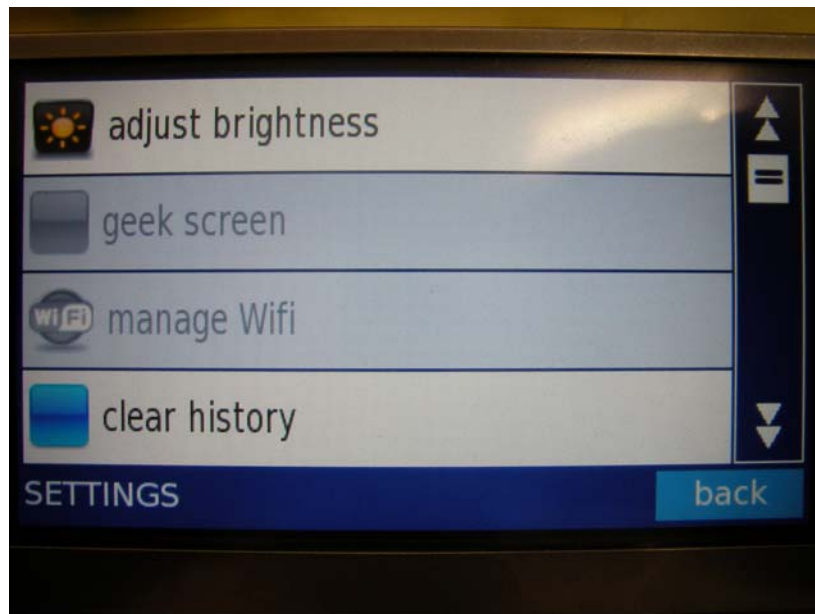 adjust brightness
geek screen
WiFi
manage Wifi
clear history
SETTINGS
back